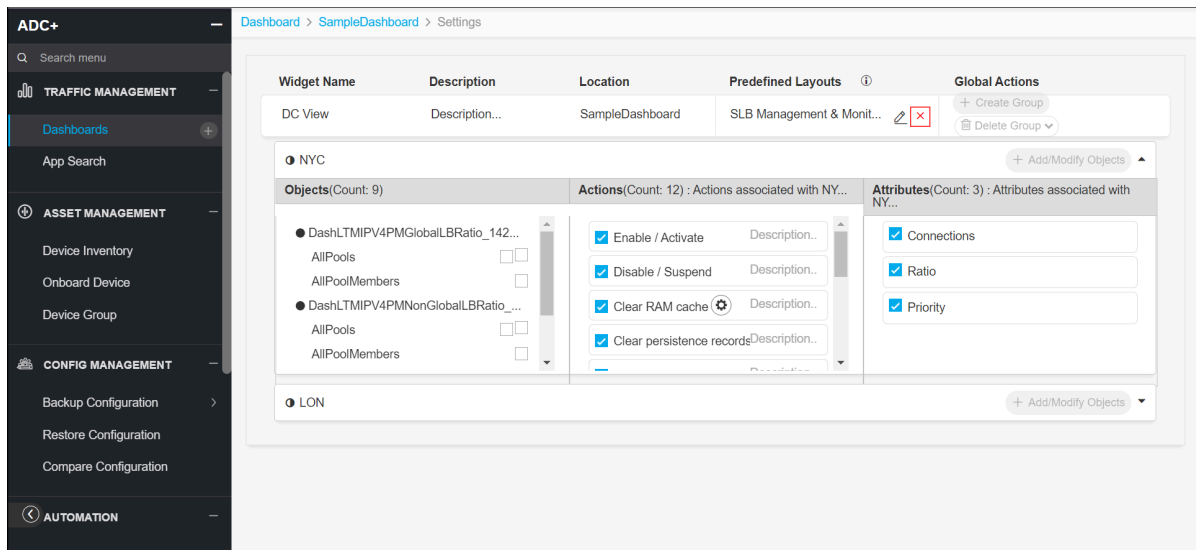 ADC+
Search menu
TRAFFIC MANAGEMENT
Dashboards
App Search
ASSET MANAGEMENT
Device Inventory
Onboard Device
Device Group
CONFIG MANAGEMENT
Backup Configuration
Restore Configuration
Compare Configuration
AUTOMATION
Dashboard > SampleDashboard > Settings
Widget Name Description Location Predefined Layouts Global Actions
DC View Description... SampleDashboard SLB Management & Monit...
+ Create Group
Delete Group
NYC + Add/Modify Objects
Objects(Count: 9)
DashLTMIPV4PMGlobalLBRatio_142...
AllPools
AllPoolMembers
DashLTMIPV4PMNonGlobalLBRatio_...
AllPools
AllPoolMembers
Actions(Count: 12) : Actions associated with NY...
Enable / Activate Description..
Disable / Suspend Description..
Clear RAM cache Description..
Clear persistence records Description..
Attributes(Count: 3) : Attributes associated with
NY...
Connections
Ratio
Priority
LON + Add/Modify Objects